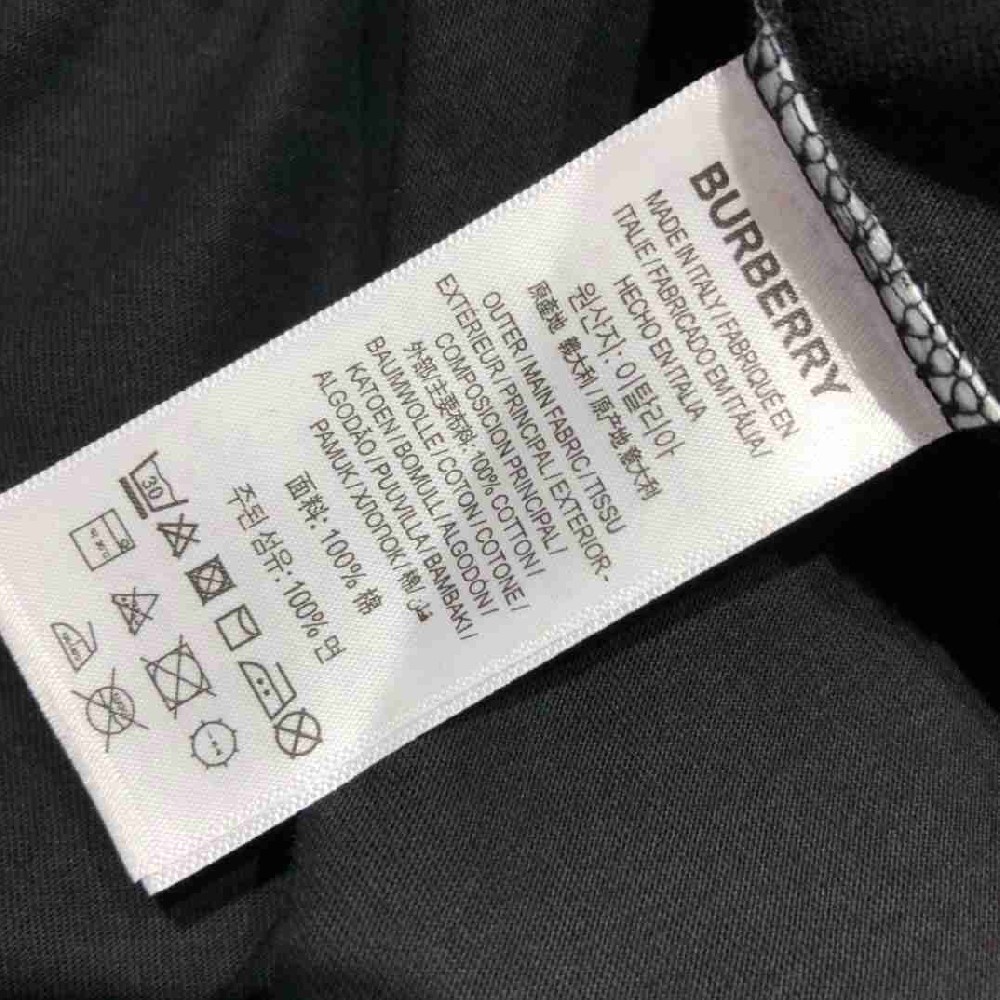 BURBERRY
MADE IN ITALY / FABRIQUE EN
ITALIE / FABRICADO EM ITÁLIA /
HECHO EN ITALIA
원산지: 이탈리아
原產地 意大利 / 原产地 意大利
OUTER / MAIN FABRIC / TISSU
EXTERIEUR / PRINCIPAL / EXTERIOR -
COMPOSICION PRINCIPAL /
外部/主要布料: 100% COTTON /
BAUMWOLLE / COTON / COTONE /
KATOEN / BOMULL / ALGODON /
ALGODÃO / PUUVILLA / BAMBAKI /
PAMUK / ХЛОПОК / 棉 /
面料: 100% 棉
주된 섬유: 100% 면
30